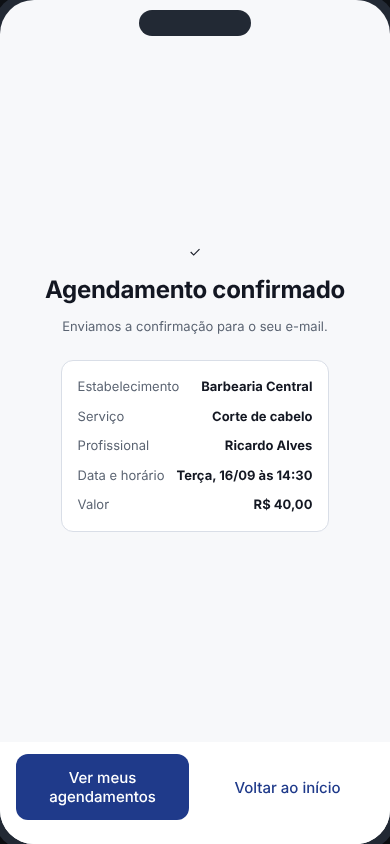 Agendamento confirmado
Enviamos a confirmação para o seu e-mail.
Estabelecimento Barbearia Central
Serviço Corte de cabelo
Profissional Ricardo Alves
Data e horário Terça, 16/09 às 14:30
Valor R$ 40,00
Ver meus
agendamentos
Voltar ao início